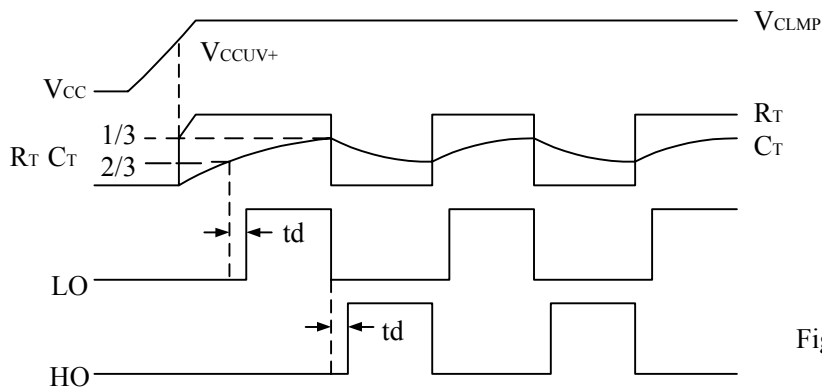 VCLMP
VCCUV+
VCC
RT
1/3
CT
RT CT
2/3
td
LO
td
Fig
HO